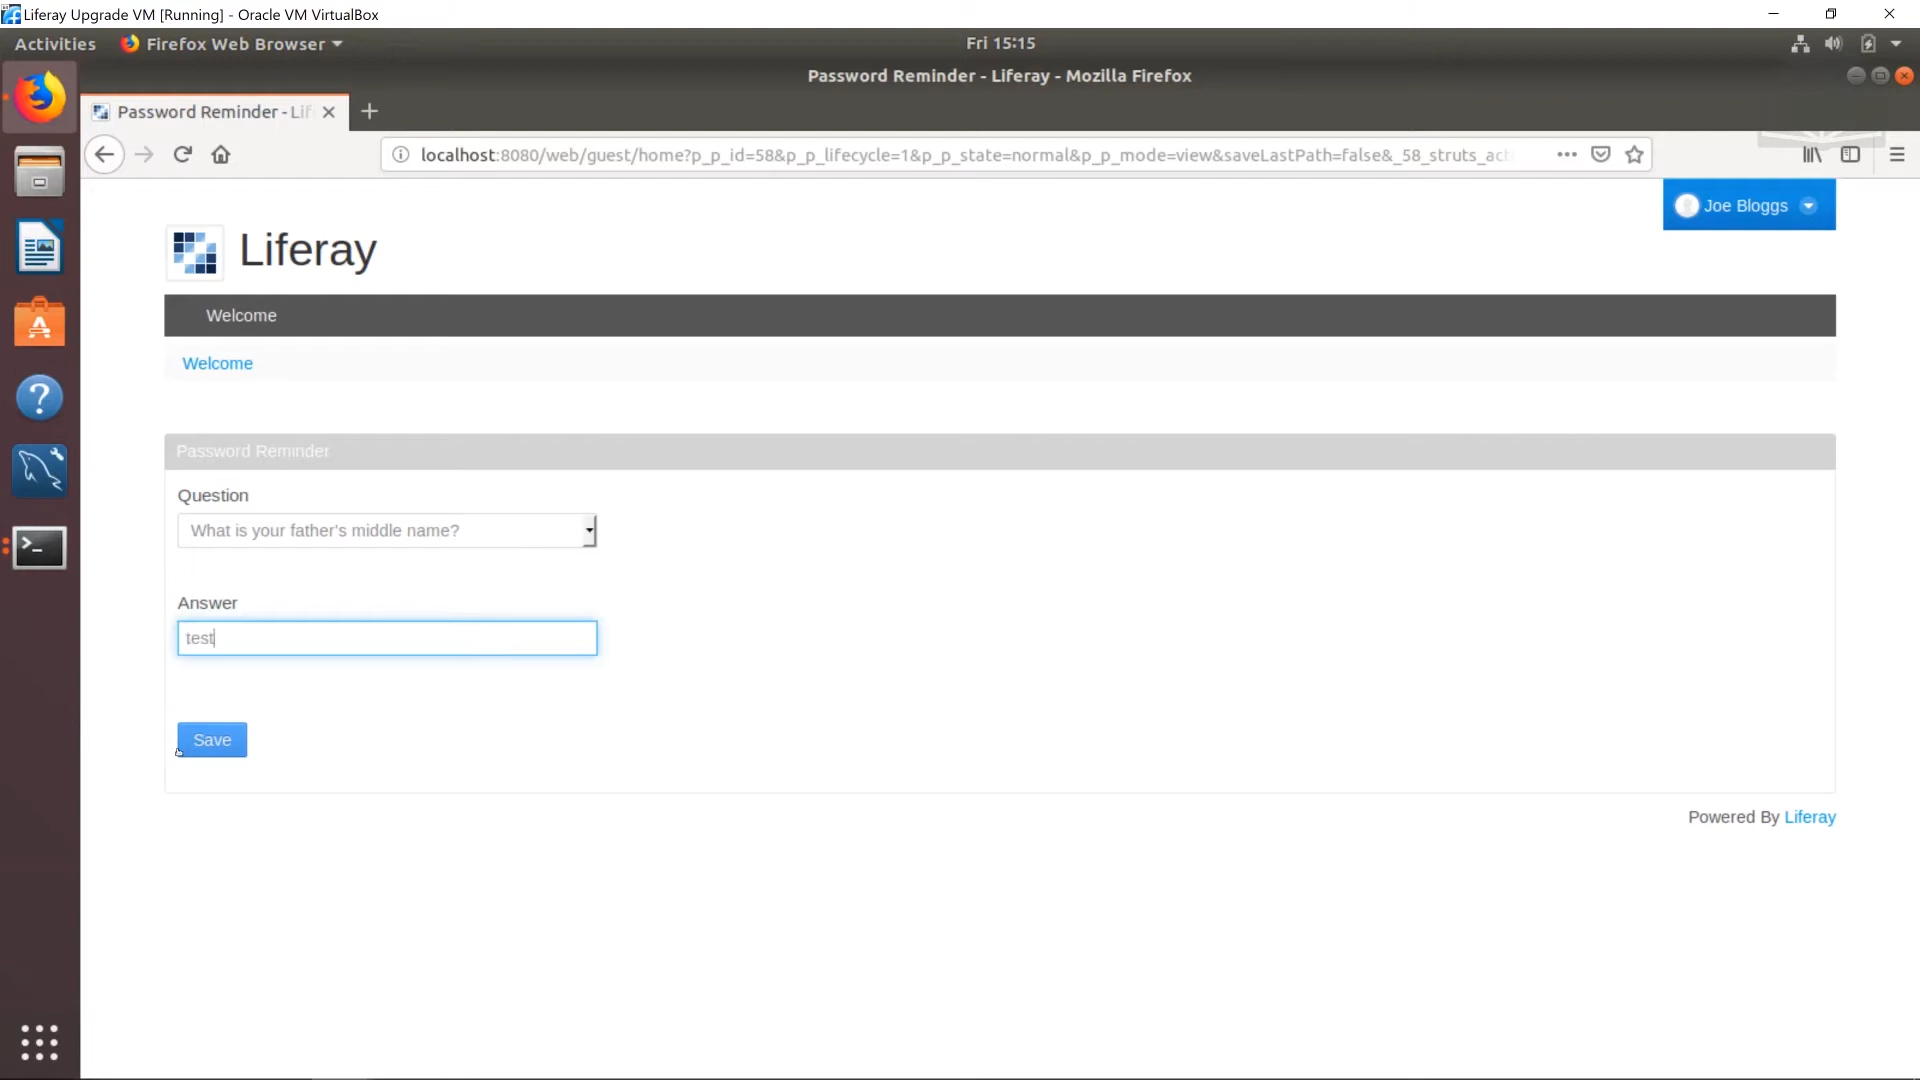 Liferay Upgrade VM [Running] - Oracle VM VirtualBox
Activities Firefox Web Browser Fri 15:15
Password Reminder - Liferay - Mozilla Firefox
Password Reminder - Lif
localhost:8080/web/guest/home?p_p_id=58&p_p_lifecycle=1&p_p_state=normal&p_p_mode=view&saveLastPath=false&_58_struts_act
Joe Bloggs
Liferay
Welcome
Welcome
Password Reminder
Question
What is your father's middle name?
Answer
test
Save
Powered By Liferay